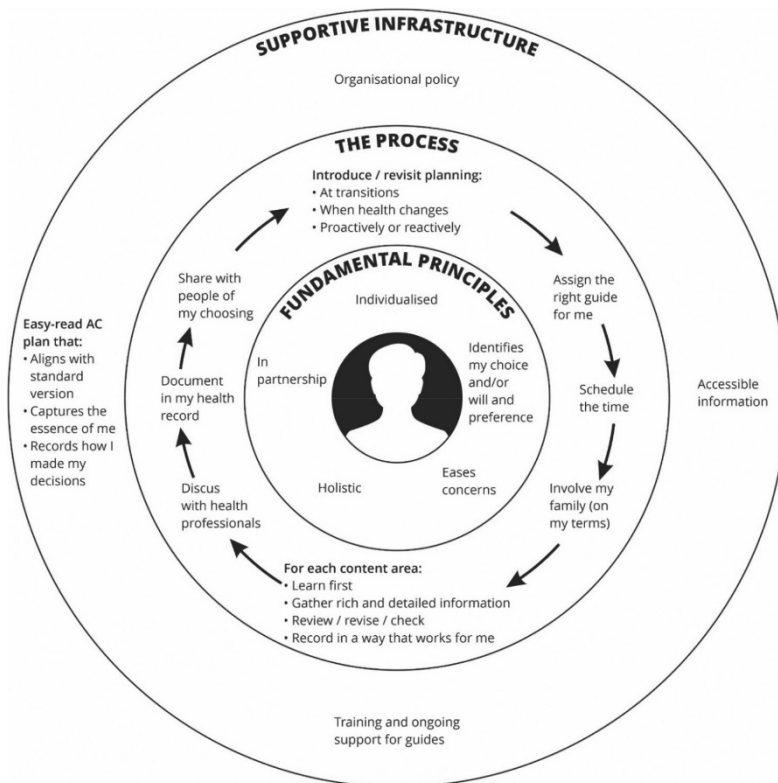 SUPPORTIVE INFRASTRUCTURE
Organisational policy
THE PROCESS
Introduce / revisit planning:
• At transitions
• When health changes
• Proactively or reactively
Assign the
right guide
for me
Schedule
the time
Involve my
family (on
my terms)
For each content area:
• Learn first
• Gather rich and detailed information
• Review / revise / check
• Record in a way that works for me
Discus
with health
professionals
Document
in my health
record
Share with
people of
my choosing
FUNDAMENTAL PRINCIPLES
Individualised
Identifies
my choice
and/or
will and
preference
Eases
concerns
Holistic
In
partnership
Accessible
information
Training and ongoing
support for guides
Easy-read AC
plan that:
• Aligns with
standard
version
• Captures the
essence of me
• Records how I
made my
decisions